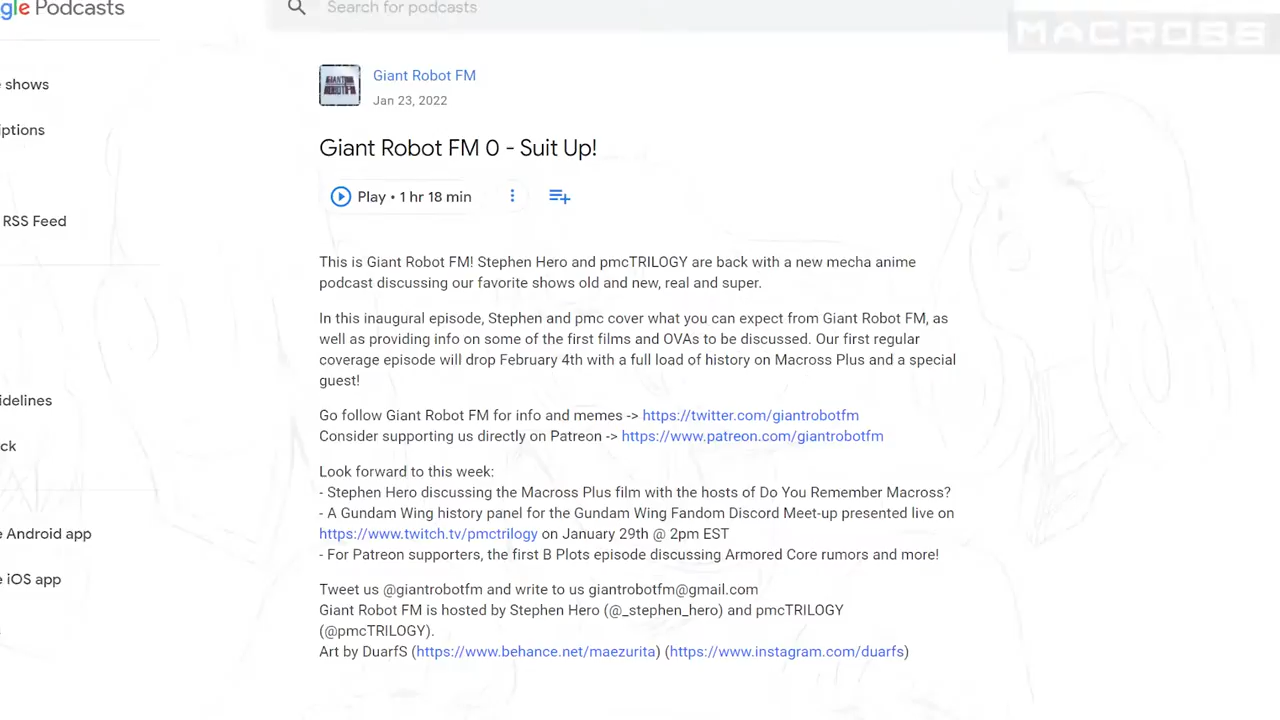 gle Podcasts
Search for podcasts
MACROSS
shows
iptions
RSS Feed
idelines
ck
Android app
iOS app
Giant Robot FM
Jan 23, 2022
Giant Robot FM 0 - Suit Up!
Play • 1 hr 18 min
This is Giant Robot FM! Stephen Hero and pmcTRILOGY are back with a new mecha anime
podcast discussing our favorite shows old and new, real and super.
In this inaugural episode, Stephen and pmc cover what you can expect from Giant Robot FM, as
well as providing info on some of the first films and OVAs to be discussed. Our first regular
coverage episode will drop February 4th with a full load of history on Macross Plus and a special
guest!
Go follow Giant Robot FM for info and memes -> https://twitter.com/giantrobotfm
Consider supporting us directly on Patreon -> https://www.patreon.com/giantrobotfm
Look forward to this week:
- Stephen Hero discussing the Macross Plus film with the hosts of Do You Remember Macross?
- A Gundam Wing history panel for the Gundam Wing Fandom Discord Meet-up presented live on
https://www.twitch.tv/pmctrilogy on January 29th @ 2pm EST
- For Patreon supporters, the first B Plots episode discussing Armored Core rumors and more!
Tweet us @giantrobotfm and write to us giantrobotfm@gmail.com
Giant Robot FM is hosted by Stephen Hero (@_stephen_hero) and pmcTRILOGY
(@pmcTRILOGY).
Art by DuarfS (https://www.behance.net/maezurita) (https://www.instagram.com/duarfs)